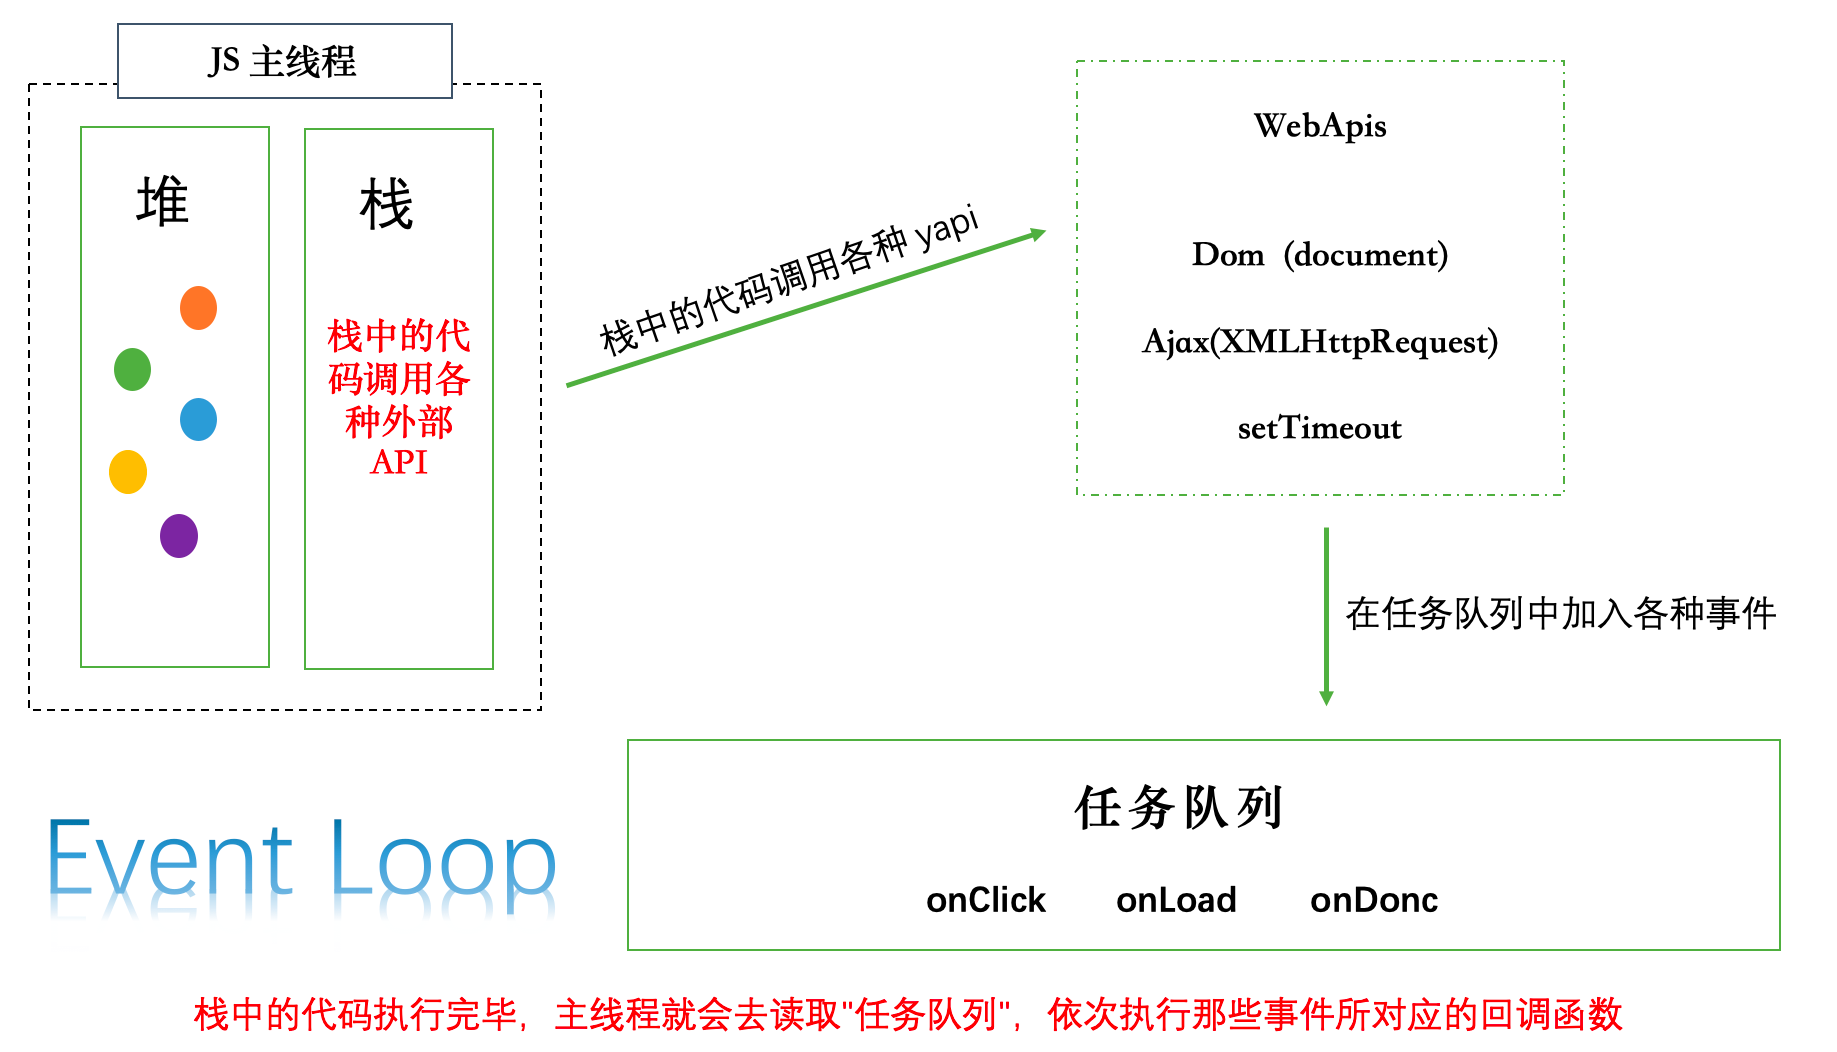 JS 主线程
堆
栈
栈中的代
码调用各
种外部
API
栈中的代码调用各种 yapi
WebApis
Dom（document)
Ajax(XMLHttpRequest)
setTimeout
在任务队列中加入各种事件
任务队列
onClick onLoad onDonc
Event Loop
栈中的代码执行完毕，主线程就会去读取"任务队列"，依次执行那些事件所对应的回调函数